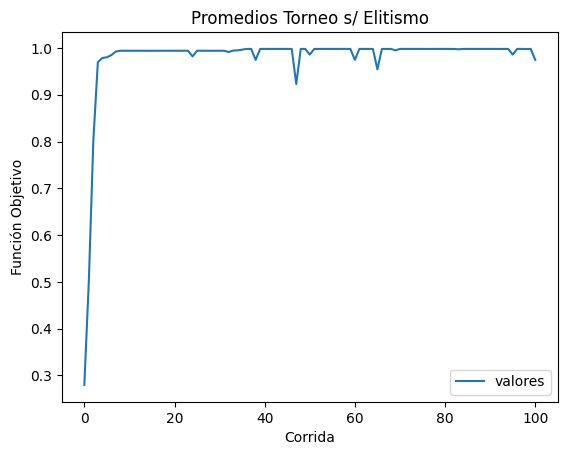 Promedios Torneo s/ Elitismo
1.0
0.9
0.8
0.7
0.6
0.5
0.4
0.3
Función Objetivo
0 20 40 60 80 100
Corrida
valores